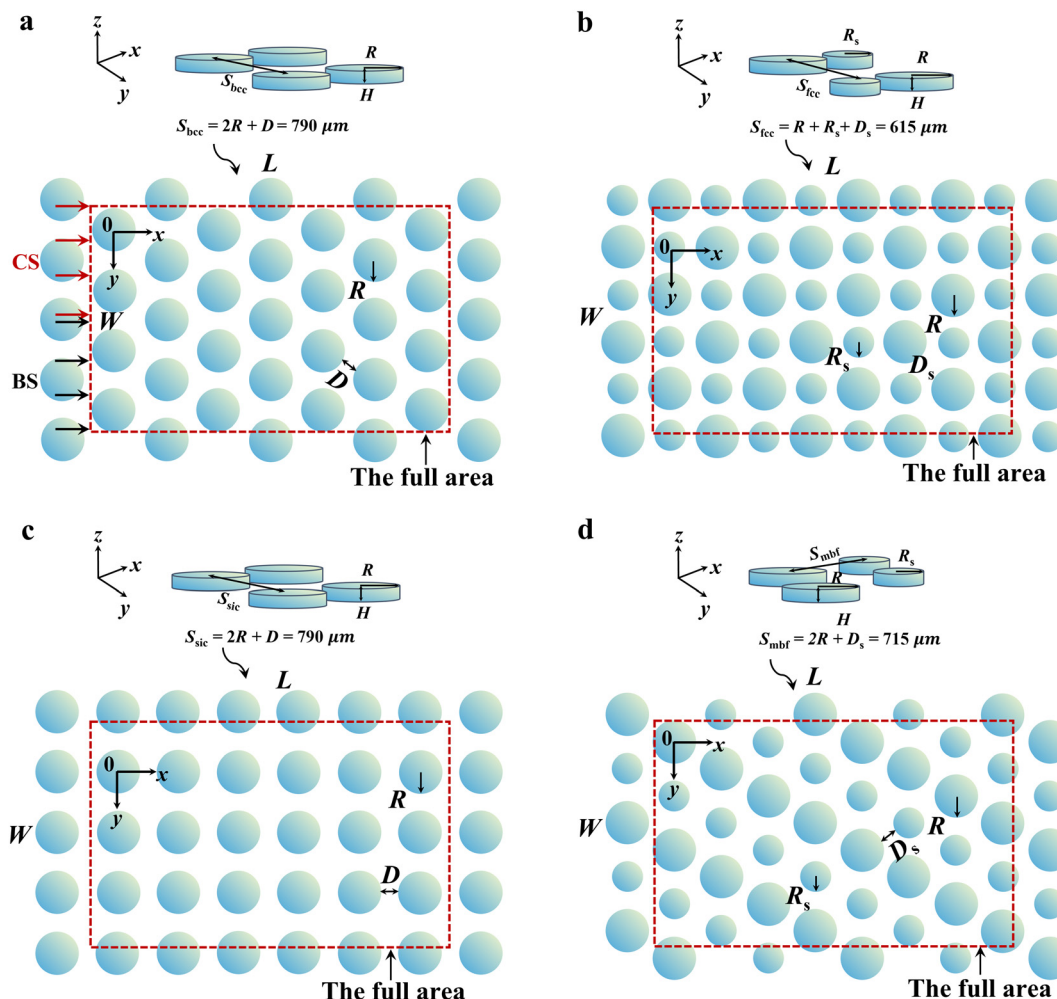 a
z
x
y
S_bcc
R
H
S_bcc = 2R + D = 790 μm
L
0
x
y
CS
W
BS
R
D
The full area
b
z
x
y
R_s
R
S_fcc
H
S_fcc = R + R_s + D_s = 615 μm
L
0
x
y
W
R
R_s
D_s
The full area
c
z
x
y
S_sic
R
H
S_sic = 2R + D = 790 μm
L
0
x
y
R
W
D
The full area
d
z
x
y
S_mbf
R_s
R
H
S_mbf = 2R + D_s = 715 μm
L
0
x
y
W
R
D_s
R_s
The full area